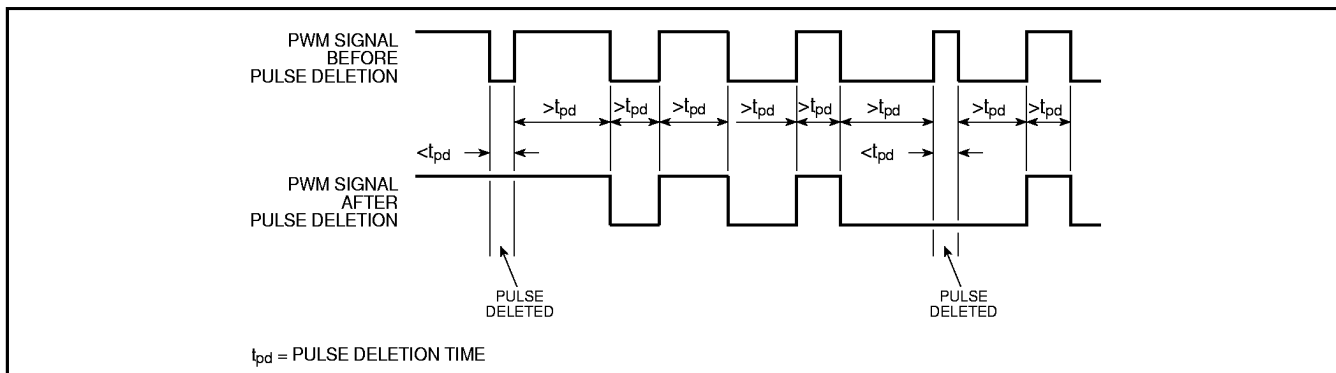 PWM SIGNAL
BEFORE
PULSE DELETION
>tpd >tpd >tpd >tpd >tpd >tpd >tpd >tpd
<tpd <tpd
PWM SIGNAL
AFTER
PULSE DELETION
PULSE
DELETED
PULSE
DELETED
tpd = PULSE DELETION TIME